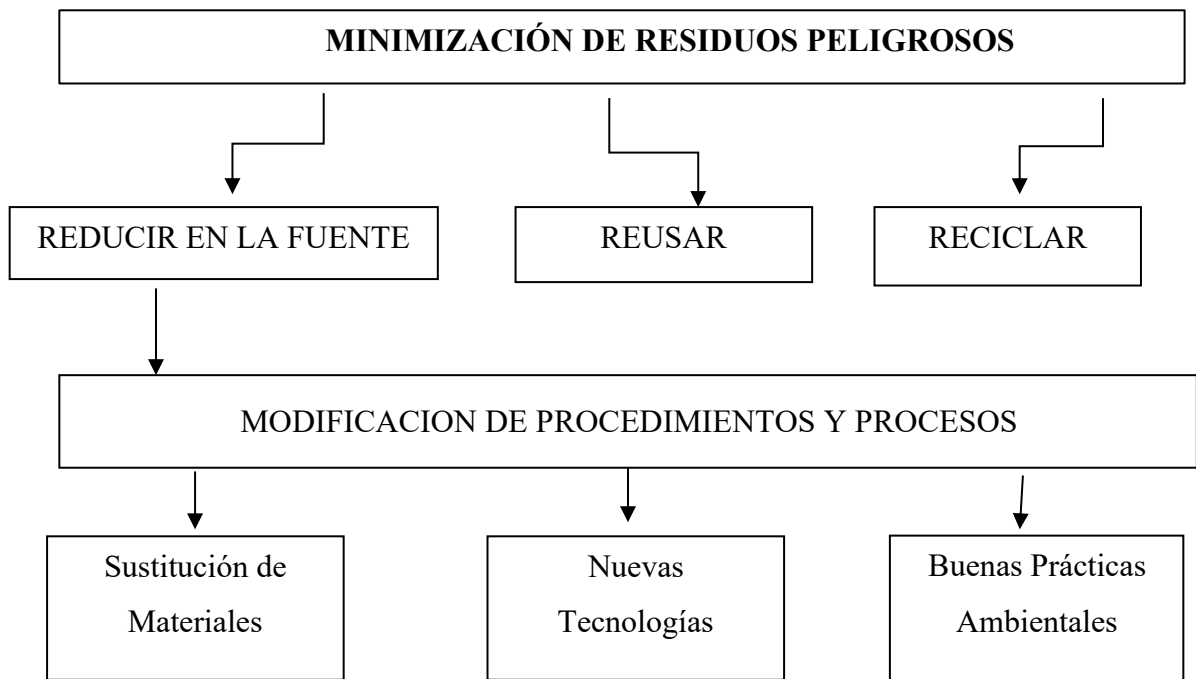 MINIMIZACIÓN DE RESIDUOS PELIGROSOS
REDUCIR EN LA FUENTE
REUSAR
RECICLAR
MODIFICACION DE PROCEDIMIENTOS Y PROCESOS
Sustitución de
Materiales
Nuevas
Tecnologías
Buenas Prácticas
Ambientales